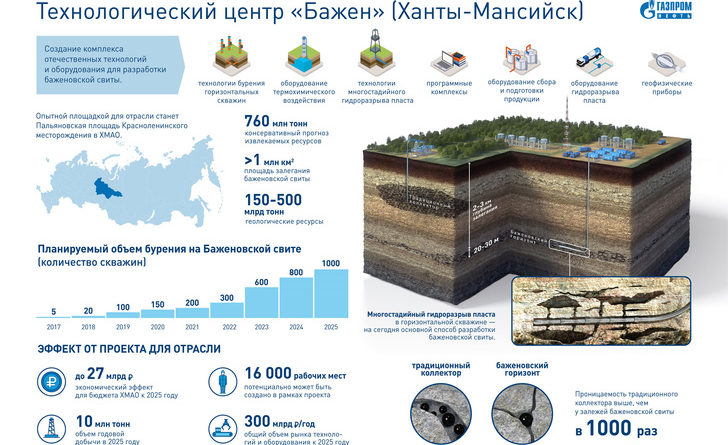 Технологический центр «Бажен» (Ханты-Мансийск)
ГАЗПРОМ
НЕФТЬ
Создание комплекса
отечественных технологий
и оборудования для разработки
баженовской свиты.
технологии бурения
горизонтальных
скважин
оборудование
термохимического
воздействия
технологии
многостадийного
гидроразрыва пласта
программные
комплексы
оборудование сбора
и подготовки
продукции
оборудование
гидроразрыва
пласта
геофизические
приборы
Опытной площадкой для отрасли станет
Пальяновская площадь Красноленинского
месторождения в ХМАО.
760 млн тонн
консервативный прогноз
извлекаемых ресурсов
>1 млн км²
площадь залегания
баженовской свиты
150-500
млрд тонн
геологические ресурсы
традиционный
коллектор
2-3 км
глубина
залегания
20-30 м
Баженовский
горизонт
Планируемый объем бурения на Баженовской свите
(количество скважин)
5
20
100
150
200
300
600
800
1000
2017
2018
2019
2020
2021
2022
2023
2024
2025
Многостадийный гидроразрыв пласта
в горизонтальной скважине —
на сегодня основной способ разработки
баженовской свиты.
ЭФФЕКТ ОТ ПРОЕКТА ДЛЯ ОТРАСЛИ
до 27 млрд ₽
экономический эффект
для бюджета ХМАО к 2025 году
16 000 рабочих мест
потенциально может быть
создано в рамках проекта
10 млн тонн
объем годовой
добычи в 2025 году
300 млрд ₽/год
общий объем рынка техноло-
гий и оборудования к 2025 году
традиционный
коллектор
баженовский
горизонт
Проницаемость традиционного
коллектора выше, чем
у залежей баженовской свиты
в 1000 раз